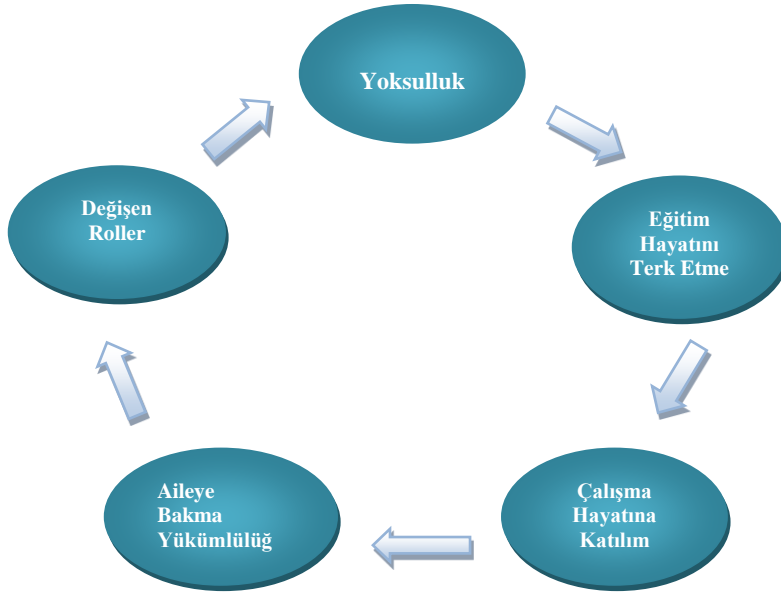 Yoksulluk
Eğitim
Hayatını
Terk Etme
Çalışma
Hayatına
Katılım
Aileye
Bakma
Yükümlülüğ
Değişen
Roller